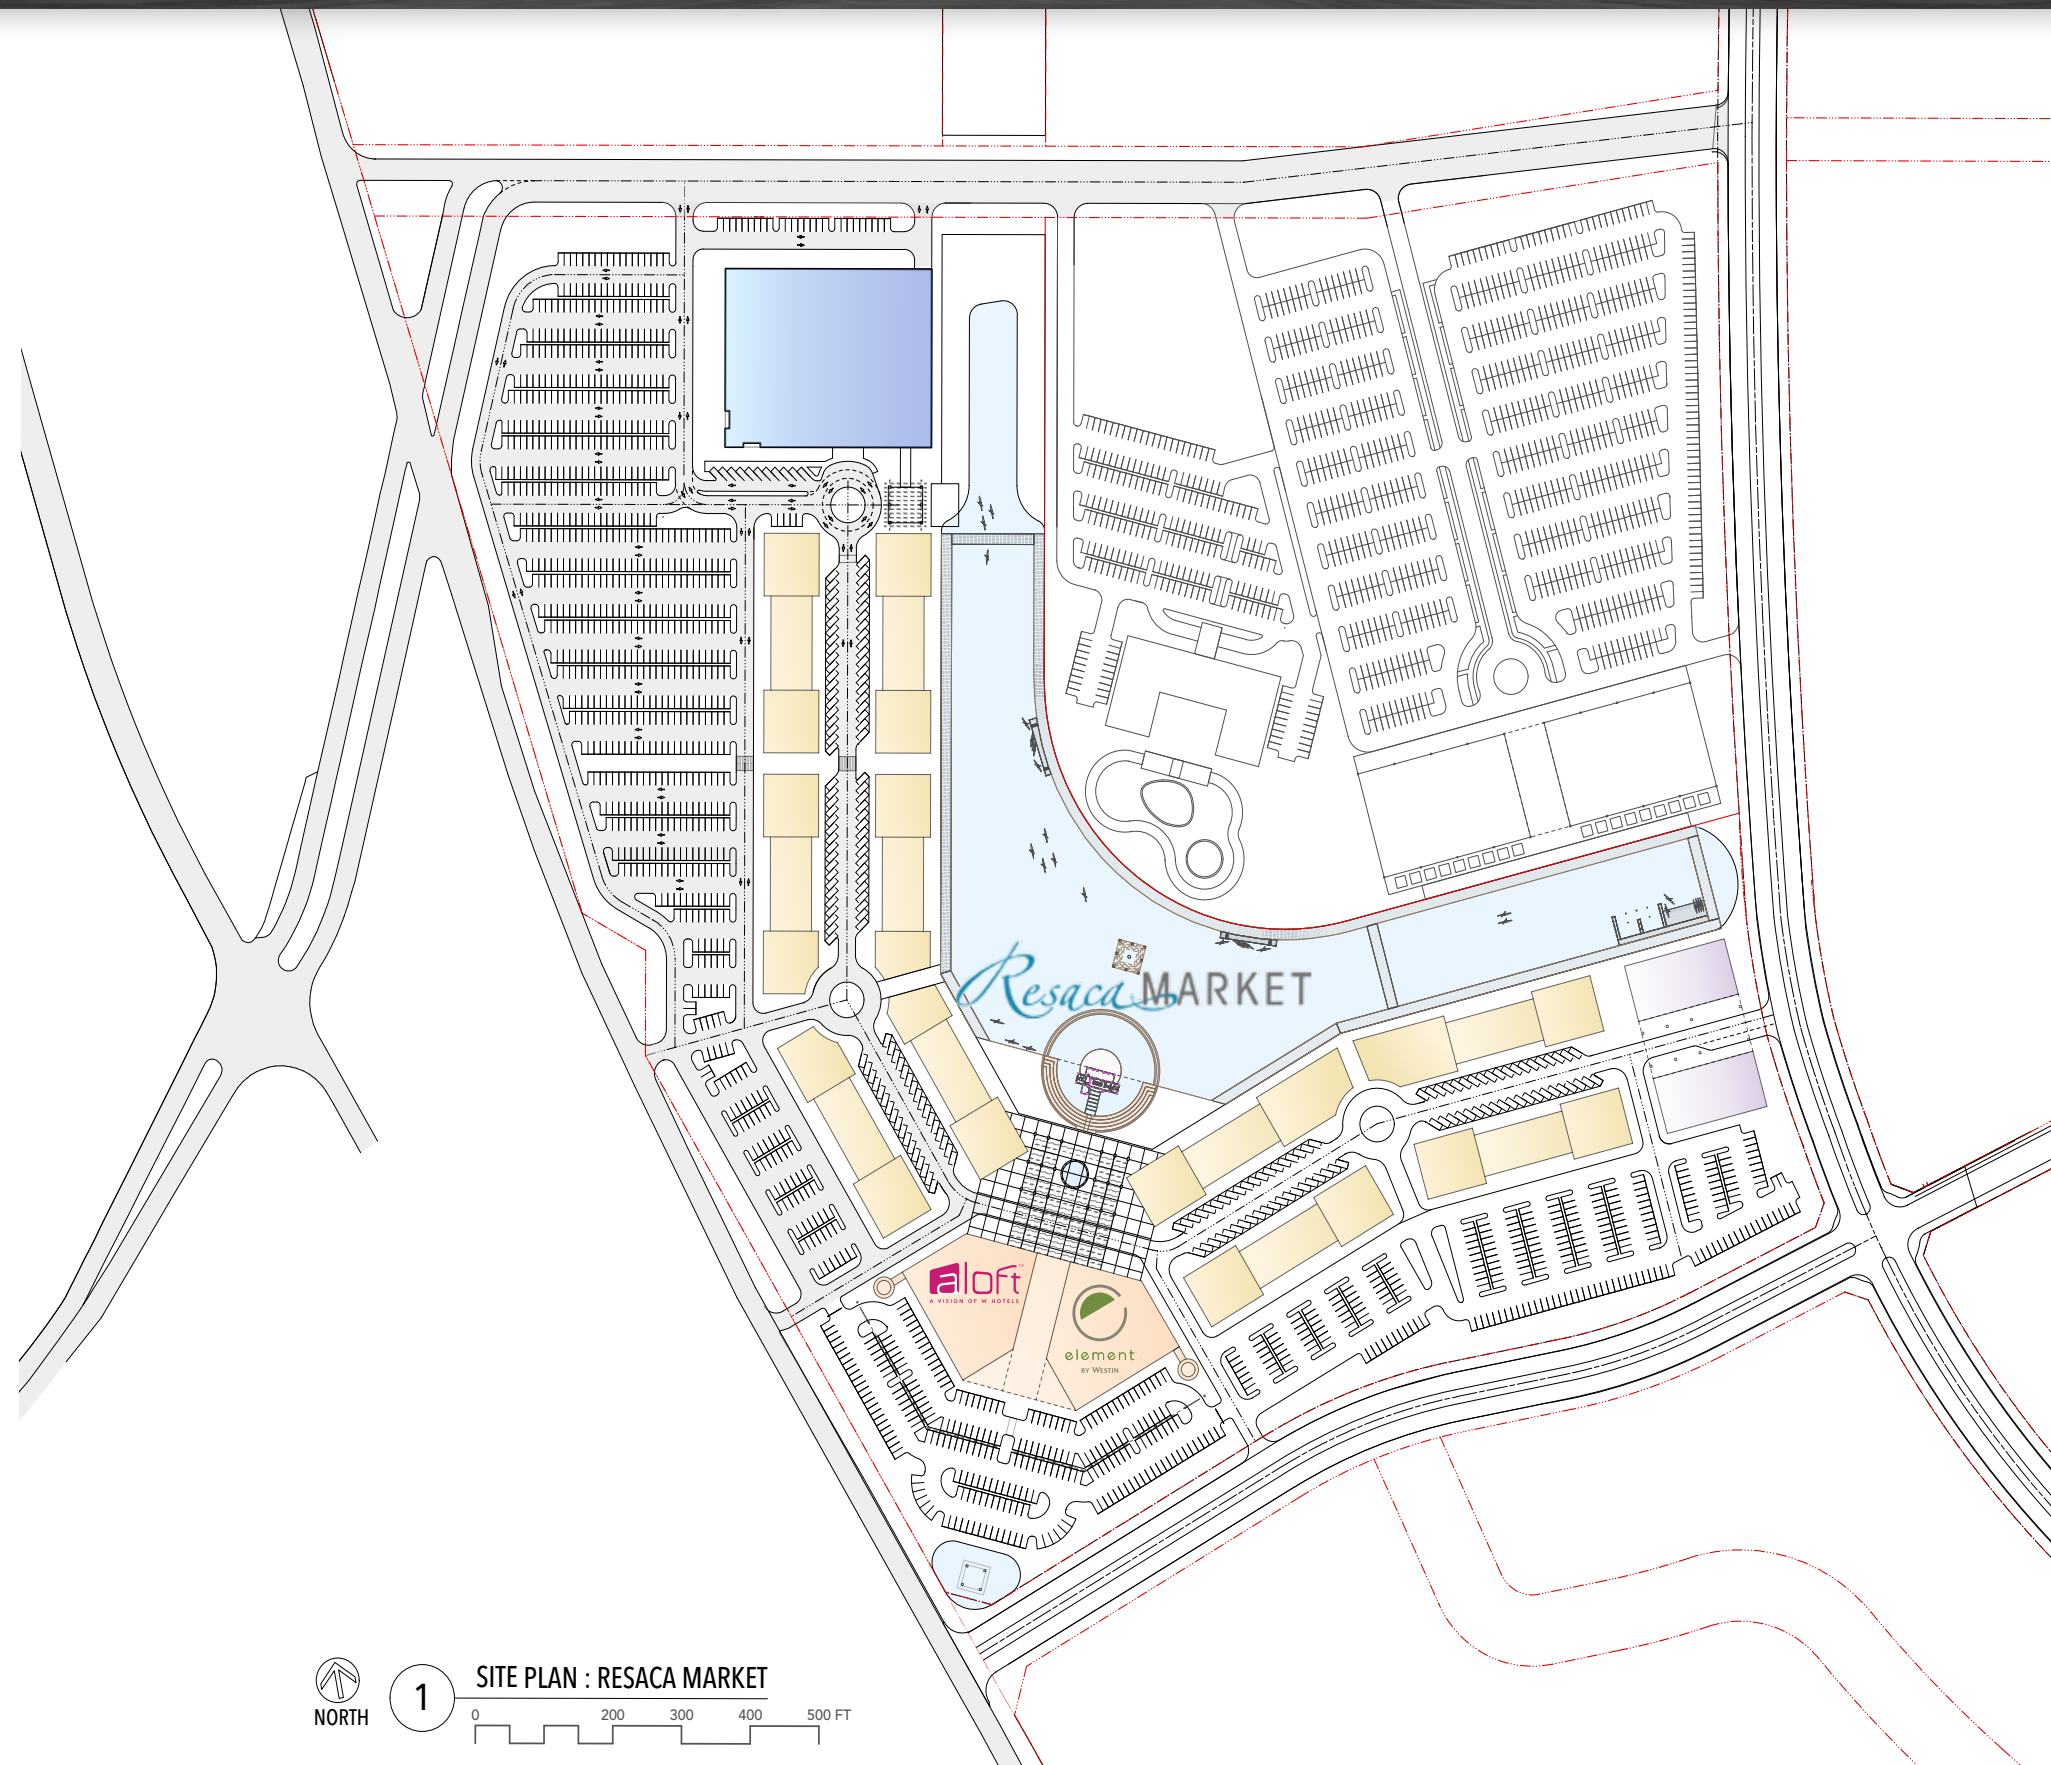 Resaca MARKET
aloft
A VISION OF W HOTELS
element
BY WESTIN
NORTH
1
SITE PLAN : RESACA MARKET
0 200 300 400 500 FT